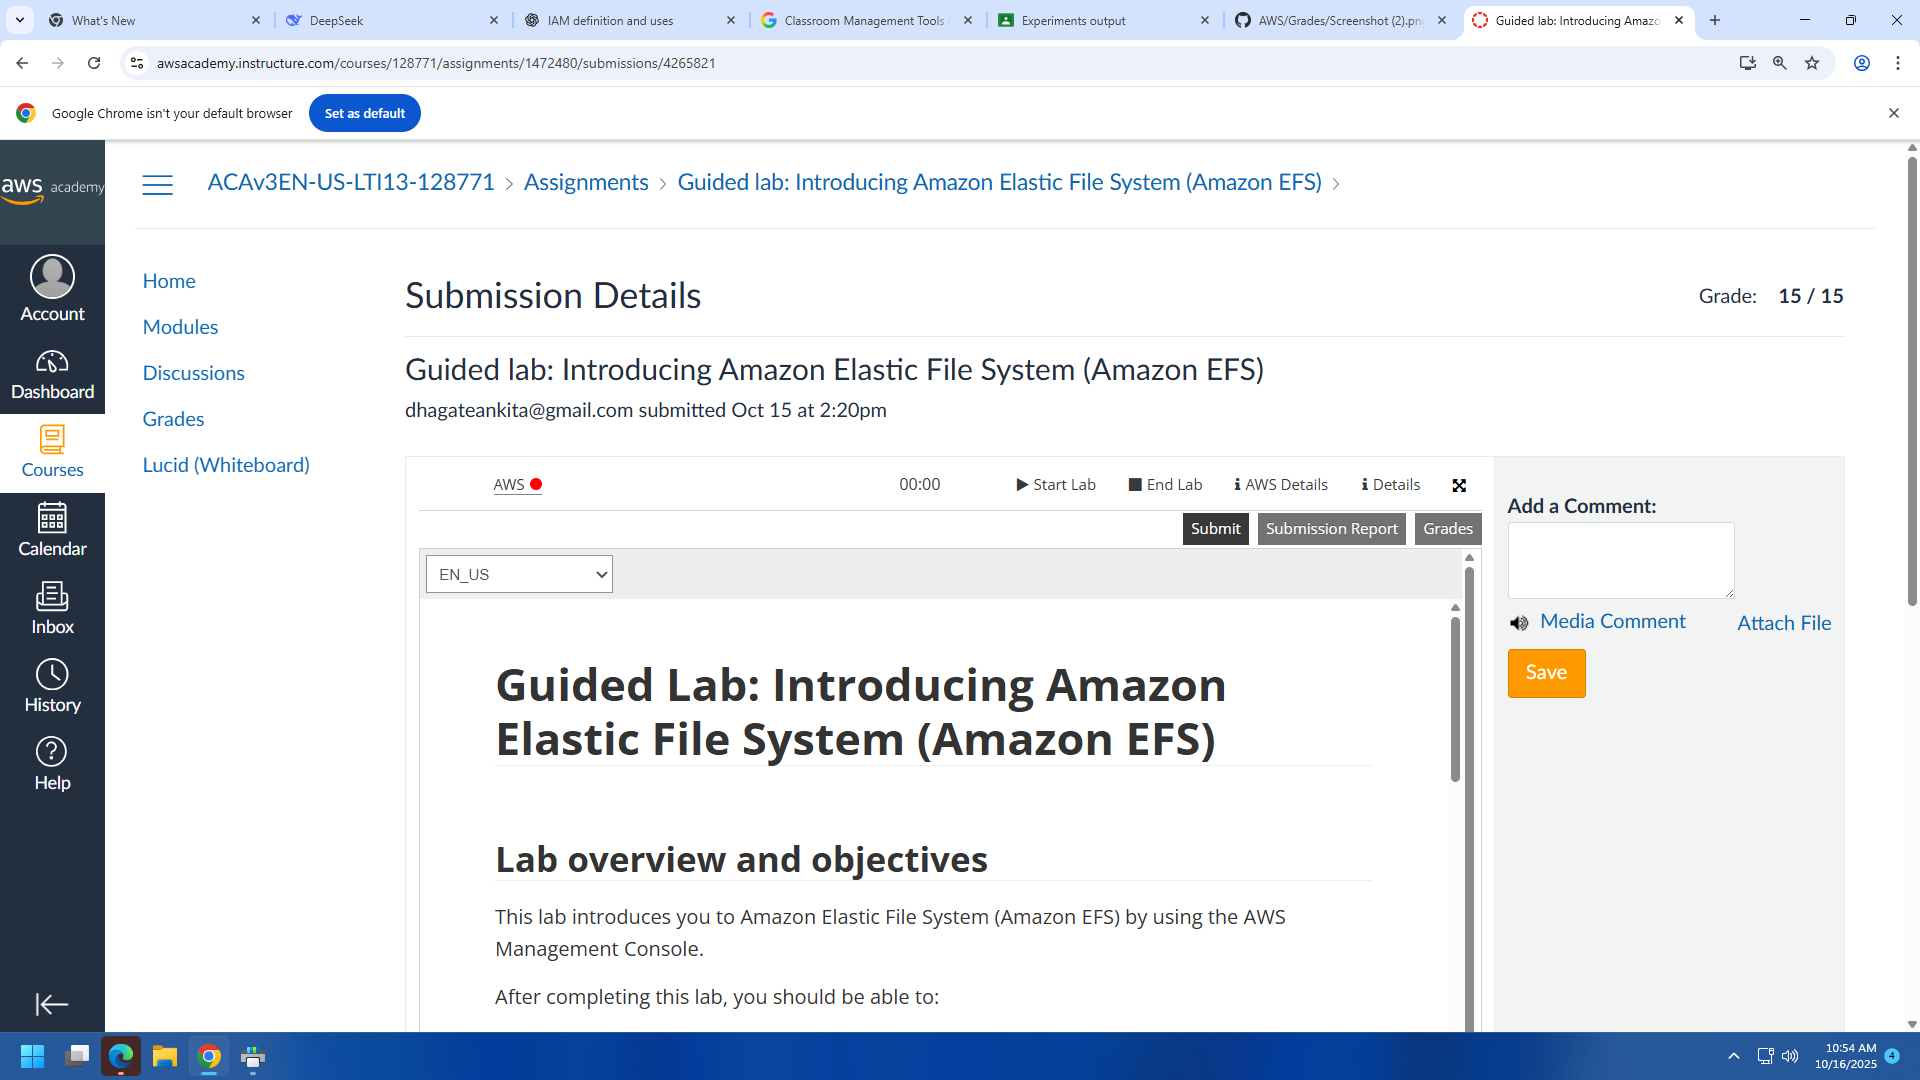 What's New
DeepSeek
IAM definition and uses
Classroom Management Tools
Experiments output
AWS/Grades/Screenshot (2).pn
Guided lab: Introducing Amazo
awsacademy.instructure.com/courses/128771/assignments/1472480/submissions/4265821
Google Chrome isn't your default browser
Set as default
aws academy
ACAv3EN-US-LTI13-128771
Assignments
Guided lab: Introducing Amazon Elastic File System (Amazon EFS)
Account
Dashboard
Courses
Calendar
Inbox
History
Help
Home
Modules
Discussions
Grades
Lucid (Whiteboard)
Submission Details
Grade: 15 / 15
Guided lab: Introducing Amazon Elastic File System (Amazon EFS)
dhagateankita@gmail.com submitted Oct 15 at 2:20pm
AWS
00:00
Start Lab
End Lab
AWS Details
Details
Submit
Submission Report
Grades
EN_US
Guided Lab: Introducing Amazon
Elastic File System (Amazon EFS)
Lab overview and objectives
This lab introduces you to Amazon Elastic File System (Amazon EFS) by using the AWS
Management Console.
After completing this lab, you should be able to:
Add a Comment:
Media Comment
Attach File
Save
10:54 AM
10/16/2025
4